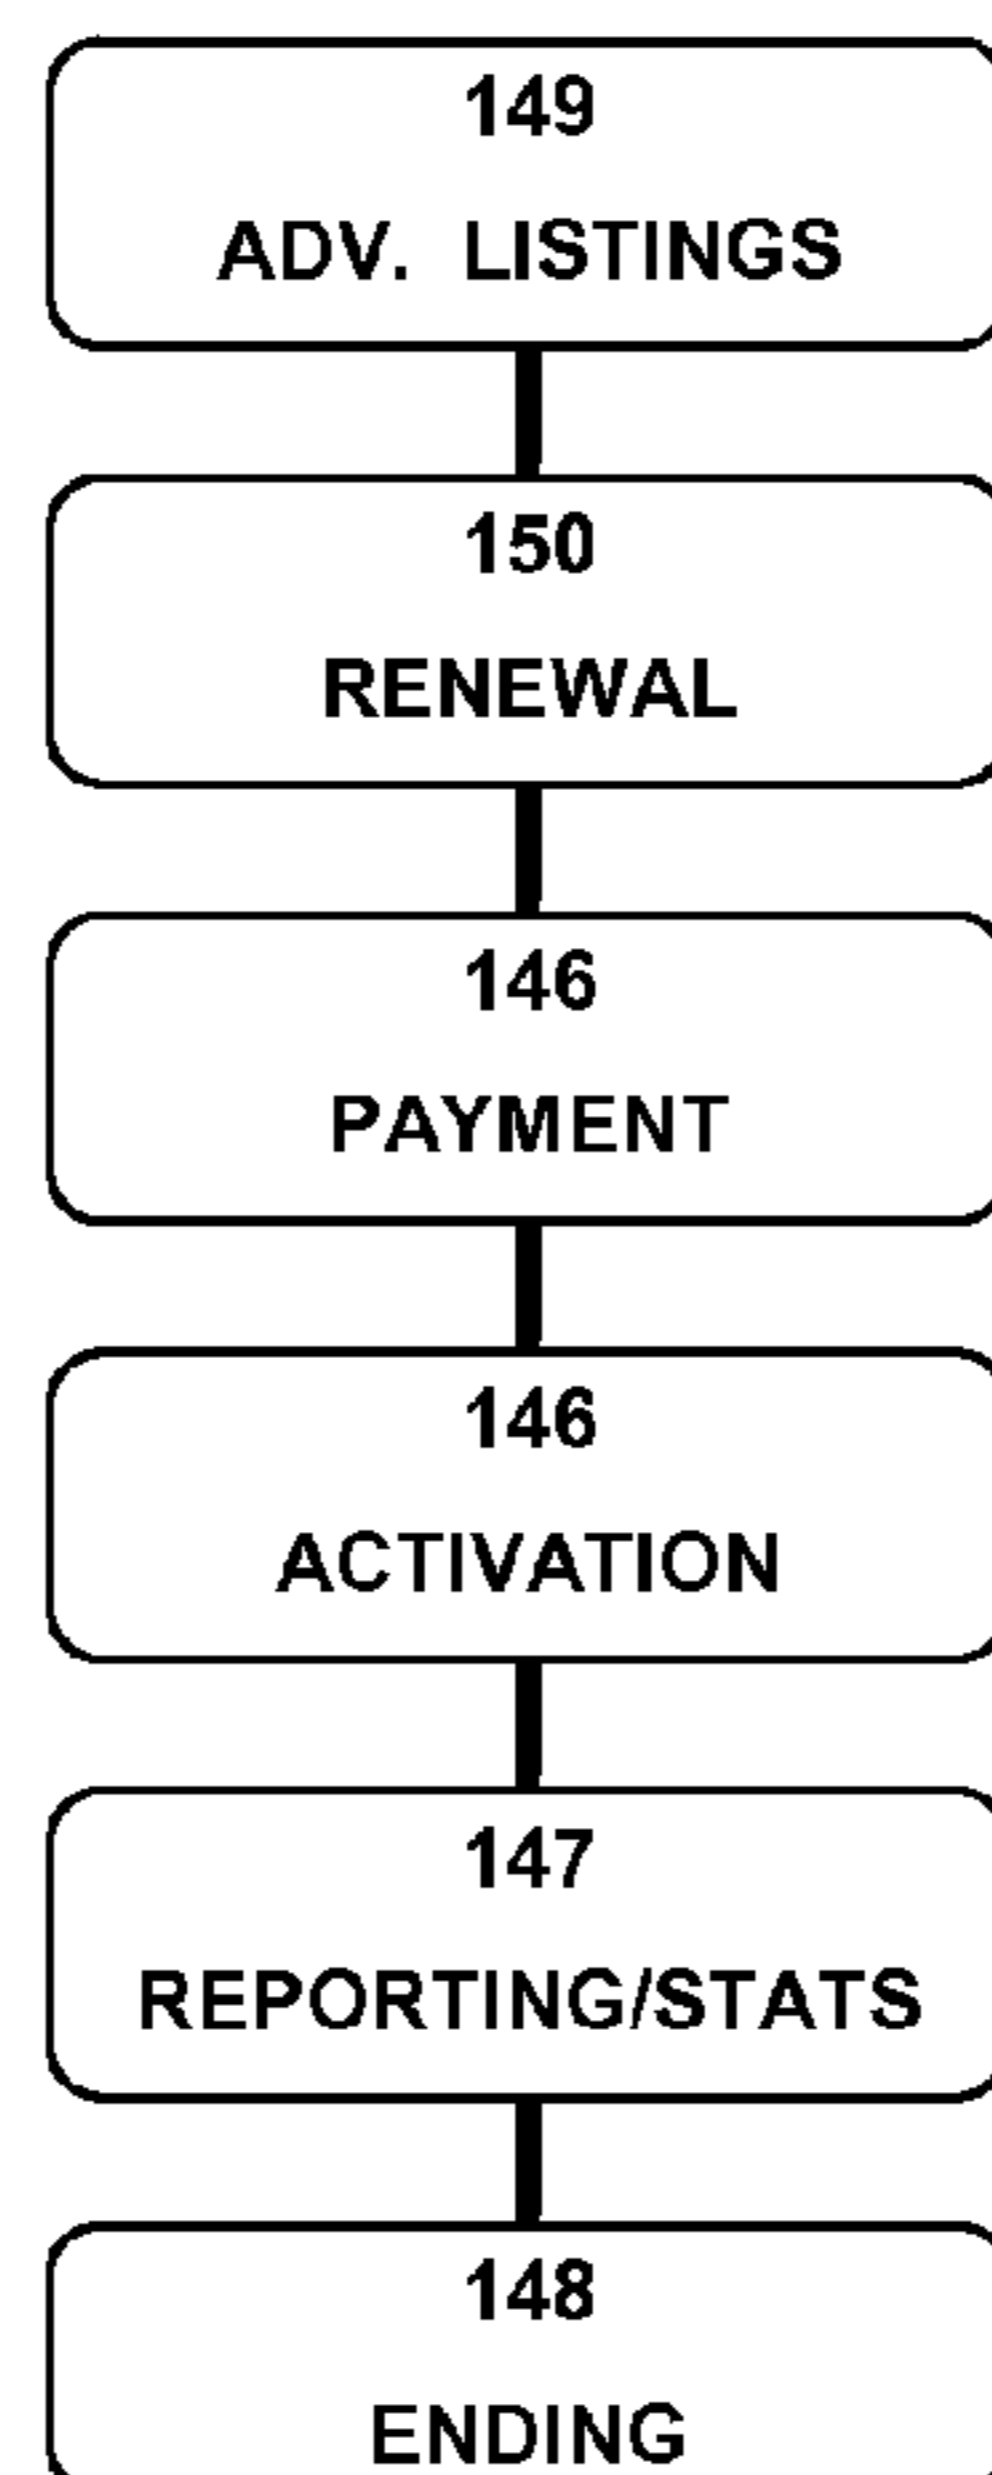 149
ADV. LISTINGS
150
RENEWAL
146
PAYMENT
146
ACTIVATION
147
REPORTING/STATS
148
ENDING